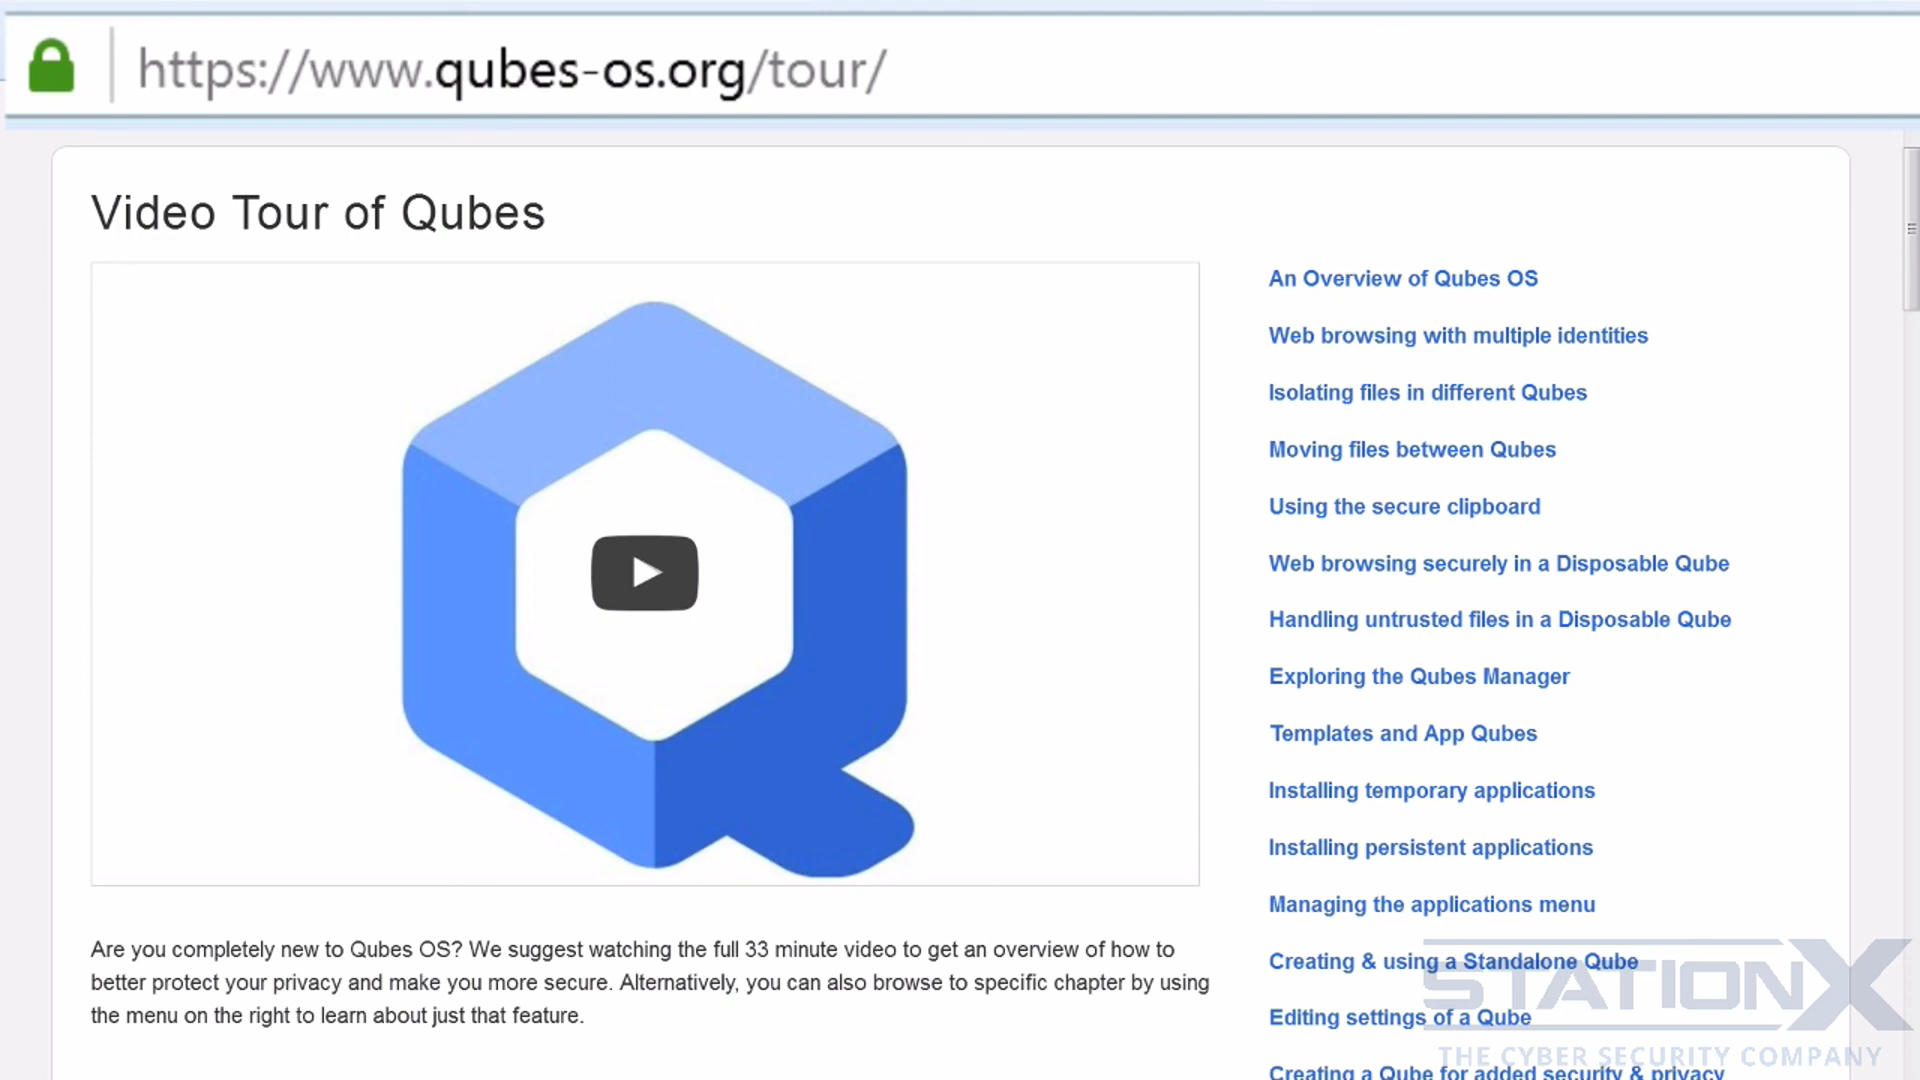 https://www.qubes-os.org/tour/
Video Tour of Qubes
An Overview of Qubes OS
Web browsing with multiple identities
Isolating files in different Qubes
Moving files between Qubes
Using the secure clipboard
Web browsing securely in a Disposable Qube
Handling untrusted files in a Disposable Qube
Exploring the Qubes Manager
Templates and App Qubes
Installing temporary applications
Installing persistent applications
Managing the applications menu
Creating & using a Standalone Qube
Editing settings of a Qube
Creating a Qube for added security & privacy
Are you completely new to Qubes OS? We suggest watching the full 33 minute video to get an overview of how to
better protect your privacy and make you more secure. Alternatively, you can also browse to specific chapter by using
the menu on the right to learn about just that feature.
STATIONX
THE CYBER SECURITY COMPANY